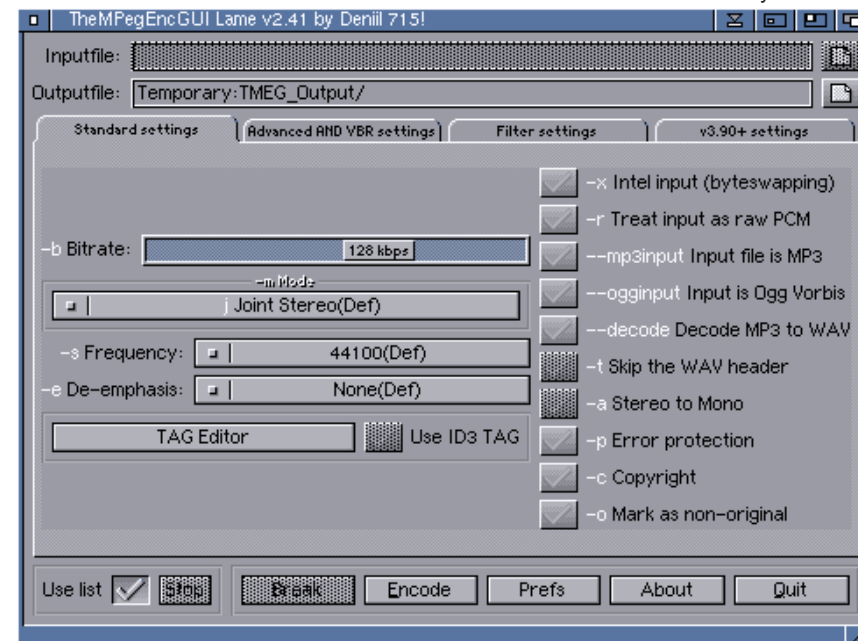 TheMPegEncGUI Lame v2.41 by Deniil 715!
Inputfile:
Outputfile: Temporary:TMEG_Output/
Standard settings
Advanced AND VBR settings
Filter settings
v3.90+ settings
-b Bitrate: 128 kbps
-m Mode
j Joint Stereo(Def)
-s Frequency: 44100(Def)
-e De-emphasis: None(Def)
TAG Editor
Use ID3 TAG
-x Intel input (byteswapping)
-r Treat input as raw PCM
--mp3input Input file is MP3
--ogginput Input is Ogg Vorbis
--decode Decode MP3 to WAV
-t Skip the WAV header
-a Stereo to Mono
-p Error protection
-c Copyright
-o Mark as non-original
Use list
Stop
Break
Encode
Prefs
About
Quit